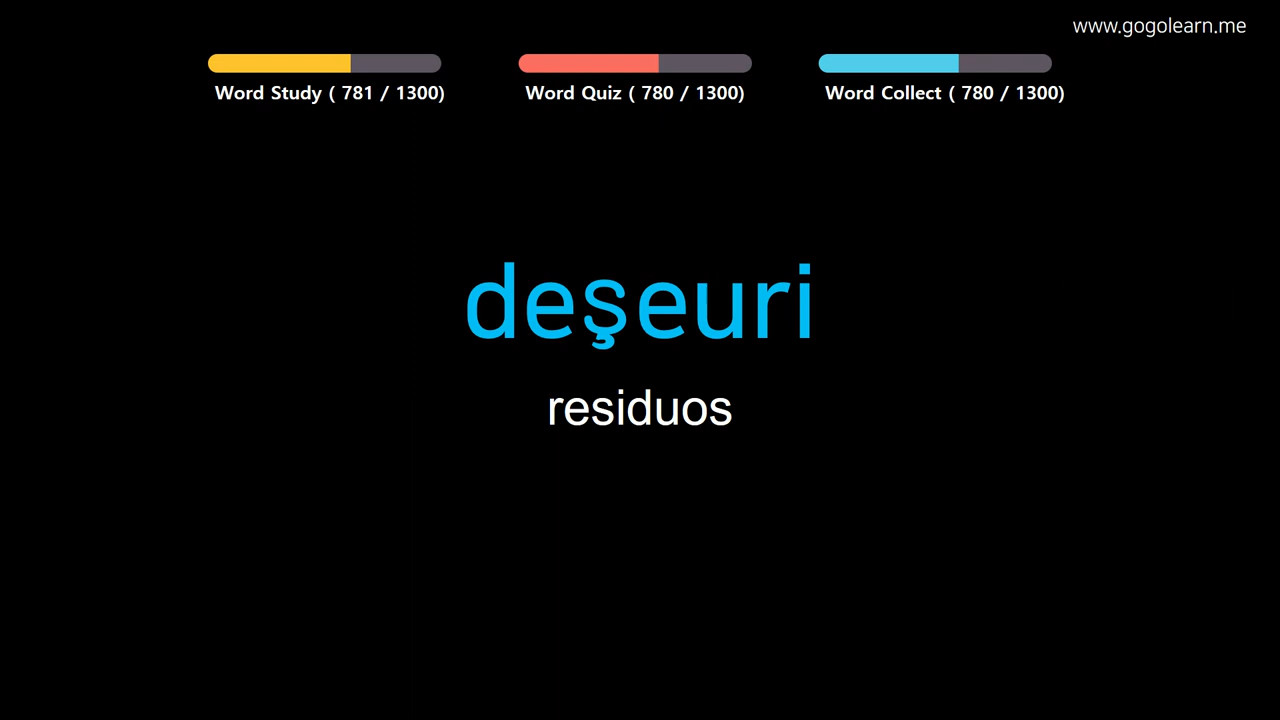 www.gogolearn.me
Word Study ( 781 / 1300)
Word Quiz ( 780 / 1300)
Word Collect ( 780 / 1300)
deşeuri
residuos